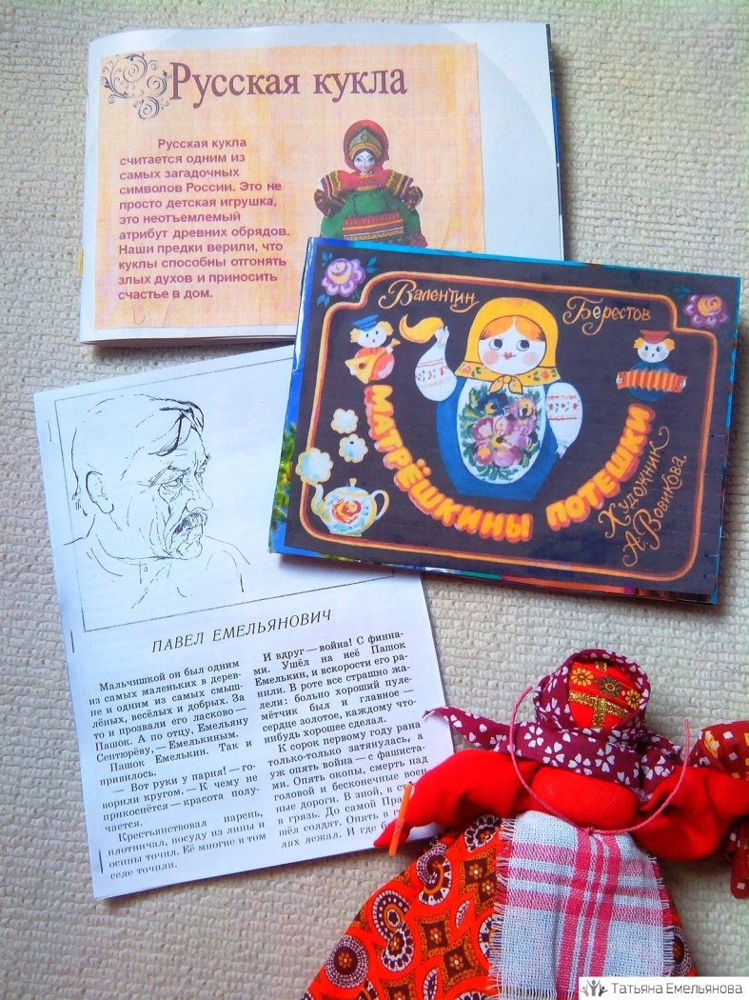 Русская кукла
Русская кукла
считается одним из
самых загадочных
символов России. Это не
просто детская игрушка,
это неотъемлемый
атрибут древних обрядов.
Наши предки верили, что
куклы способны отгонять
злых духов и приносить
счастье в дом.
Валентин Берестов
МАТРЁШКИНЫ ПОТЕШКИ
Художник
А. Вовикова
ПАВЕЛ ЕМЕЛЬЯНОВИЧ
Мальчишкой он был одним
из самых маленьких в дерев-
не и одним из самых смыш-
лёных, весёлых и добрых. За
то и прозвали его ласково —
Пашок. А по отцу, Емельяну
Сентюрёву, — Емелькиным.
Пашок Емелькин. Так и
привилось.
— Вот руки у парня! — го-
ворили кругом. — К чему не
прикоснётся — красота полу-
чается.
Крестьянствовал парень,
плотничал, посуду из липы и
осины точил. Её многие в том
селе точили.
И вдруг — война! С финна-
ми. Ушёл на неё Пашок
Емелькин, и вскорости его ра-
нили. В роте все страшно жа-
лели: больно хороший пуле-
мётчик был и главное —
сердце золотое, каждому что-
нибудь хорошее сделал.
К сорок первому году рана
только-только затянулась, а
уж опять война — с фашиста-
ми. Опять окопы, смерть над
головой и бесконечные воен
ные дороги. В зной, в
в грязь. До самой Пра
шёл солдат. Опять в го
лях лежал. И где б
Татьяна Емельянова